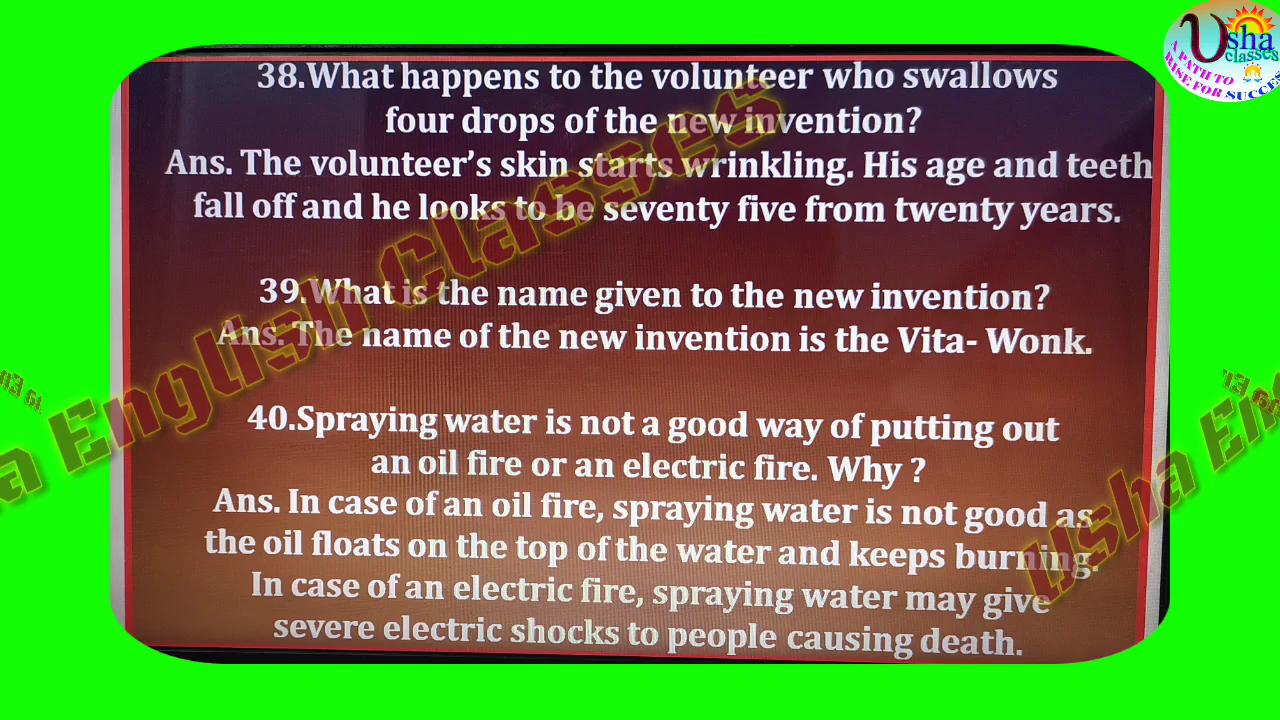 Usha
classes
A PATH TO
RISE FOR SUCCESS
38.What happens to the volunteer who swallows
four drops of the new invention?
Ans. The volunteer's skin starts wrinkling. His age and teeth
fall off and he looks to be seventy five from twenty years.
39.What is the name given to the new invention?
Ans. The name of the new invention is the Vita- Wonk.
40.Spraying water is not a good way of putting out
an oil fire or an electric fire. Why ?
Ans. In case of an oil fire, spraying water is not good as
the oil floats on the top of the water and keeps burning.
In case of an electric fire, spraying water may give
severe electric shocks to people causing death.
a English Classes
Usha En